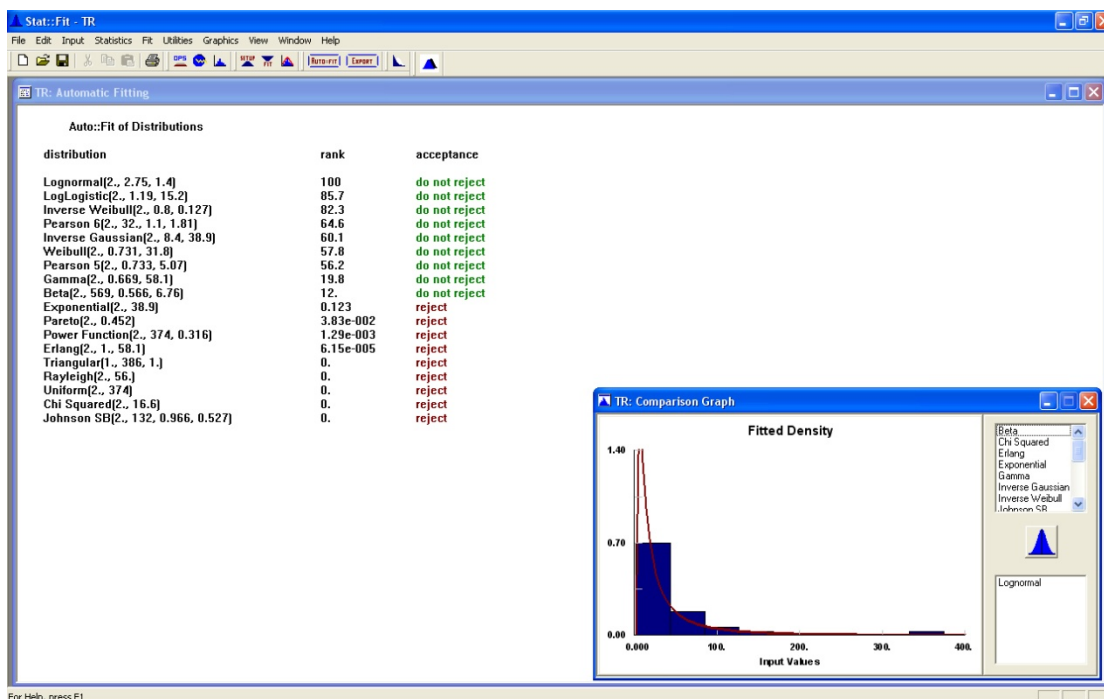 Stat::Fit - TR
File Edit Input Statistics Fit Utilities Graphics View Window Help
OPS SETUP FIT AUTO::FIT EXPORT
TR: Automatic Fitting
Auto::Fit of Distributions
distribution rank acceptance
Lognormal(2., 2.75, 1.4) 100 do not reject
LogLogistic(2., 1.19, 15.2) 85.7 do not reject
Inverse Weibull(2., 0.8, 0.127) 82.3 do not reject
Pearson 6(2., 32., 1.1, 1.81) 64.6 do not reject
Inverse Gaussian(2., 8.4, 38.9) 60.1 do not reject
Weibull(2., 0.731, 31.8) 57.8 do not reject
Pearson 5(2., 0.733, 5.07) 56.2 do not reject
Gamma(2., 0.669, 58.1) 19.8 do not reject
Beta(2., 569, 0.566, 6.76) 12. do not reject
Exponential(2., 38.9) 0.123 reject
Pareto(2., 0.452) 3.83e-002 reject
Power Function(2., 374, 0.316) 1.29e-003 reject
Erlang(2., 1., 58.1) 6.15e-005 reject
Triangular(1., 386, 1.) 0. reject
Rayleigh(2., 56.) 0. reject
Uniform(2., 374) 0. reject
Chi Squared(2., 16.6) 0. reject
Johnson SB(2., 132, 0.966, 0.527) 0. reject
TR: Comparison Graph
Fitted Density
1.40
0.70
0.00
0.000 100. 200. 300. 400.
Input Values
Beta
Chi Squared
Erlang
Exponential
Gamma
Inverse Gaussian
Inverse Weibull
Johnson SB
Lognormal
For Help, press F1